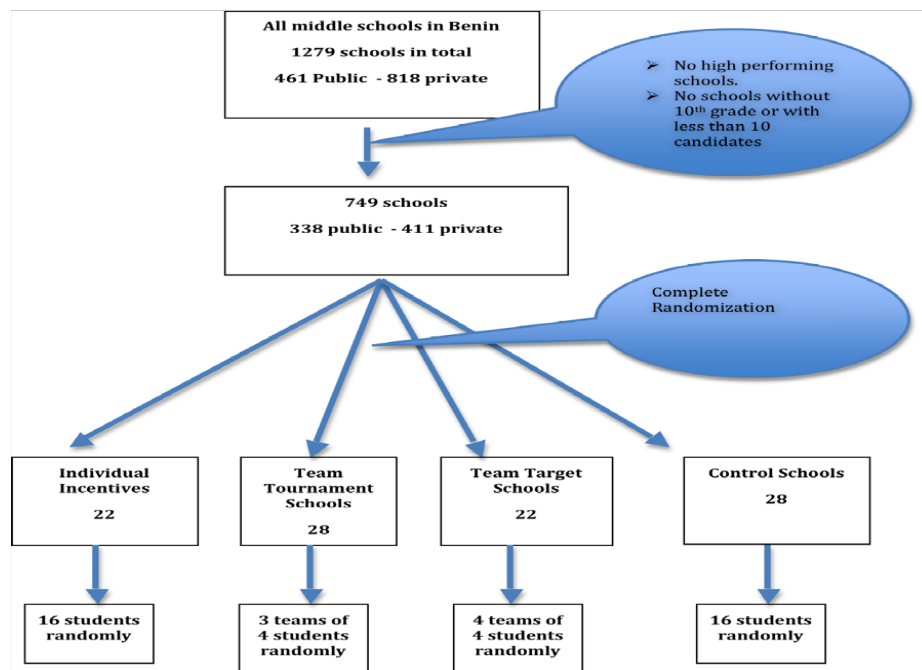 All middle schools in Benin
1279 schools in total
461 Public - 818 private
➢ No high performing
schools.
➢ No schools without
10th grade or with
less than 10
candidates
749 schools
338 public - 411 private
Complete
Randomization
Individual
Incentives
22
Team
Tournament
Schools
28
Team Target
Schools
22
Control Schools
28
16 students
randomly
3 teams of
4 students
randomly
4 teams of
4 students
randomly
16 students
randomly